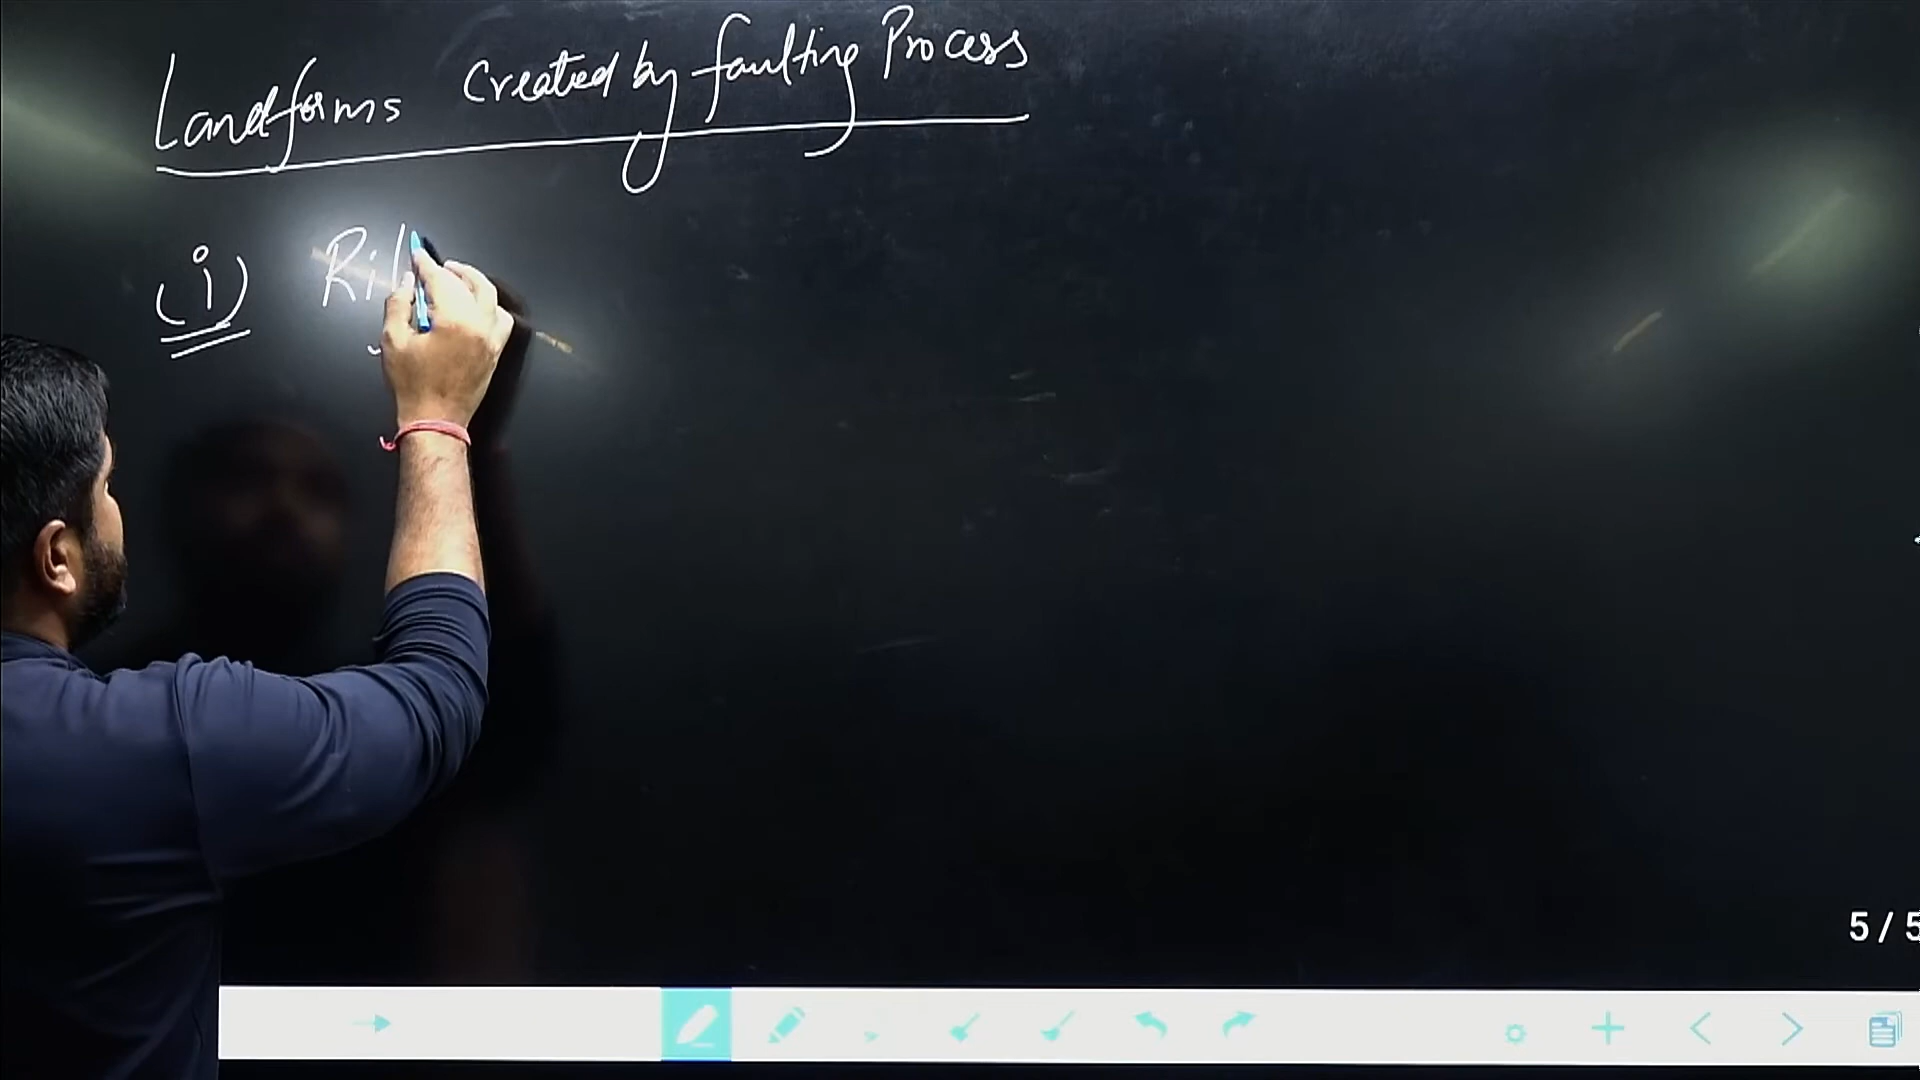 Landforms Created by faulting Process
(i) Ri
5 / 5